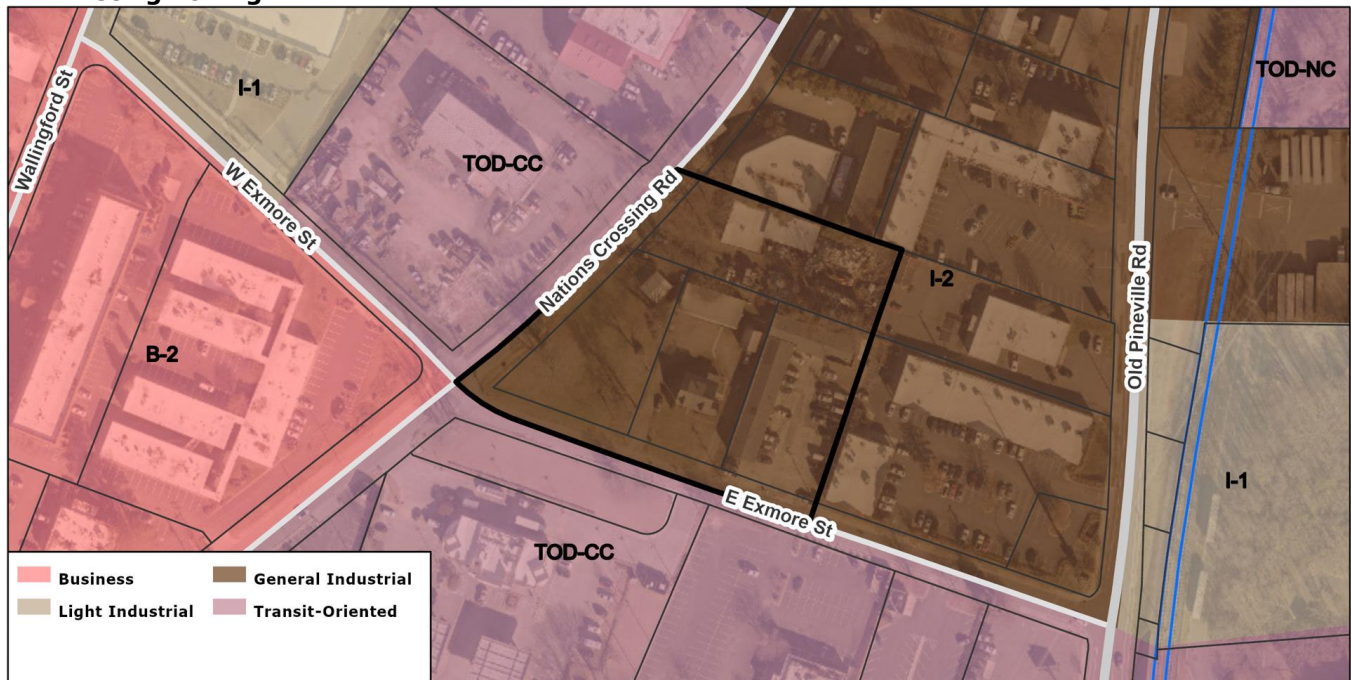 I-1
TOD-NC
Wallingford St
W Exmore St
TOD-CC
Nations Crossing Rd
I-2
Old Pineville Rd
B-2
I-1
E Exmore St
TOD-CC
Business
General Industrial
Light Industrial
Transit-Oriented